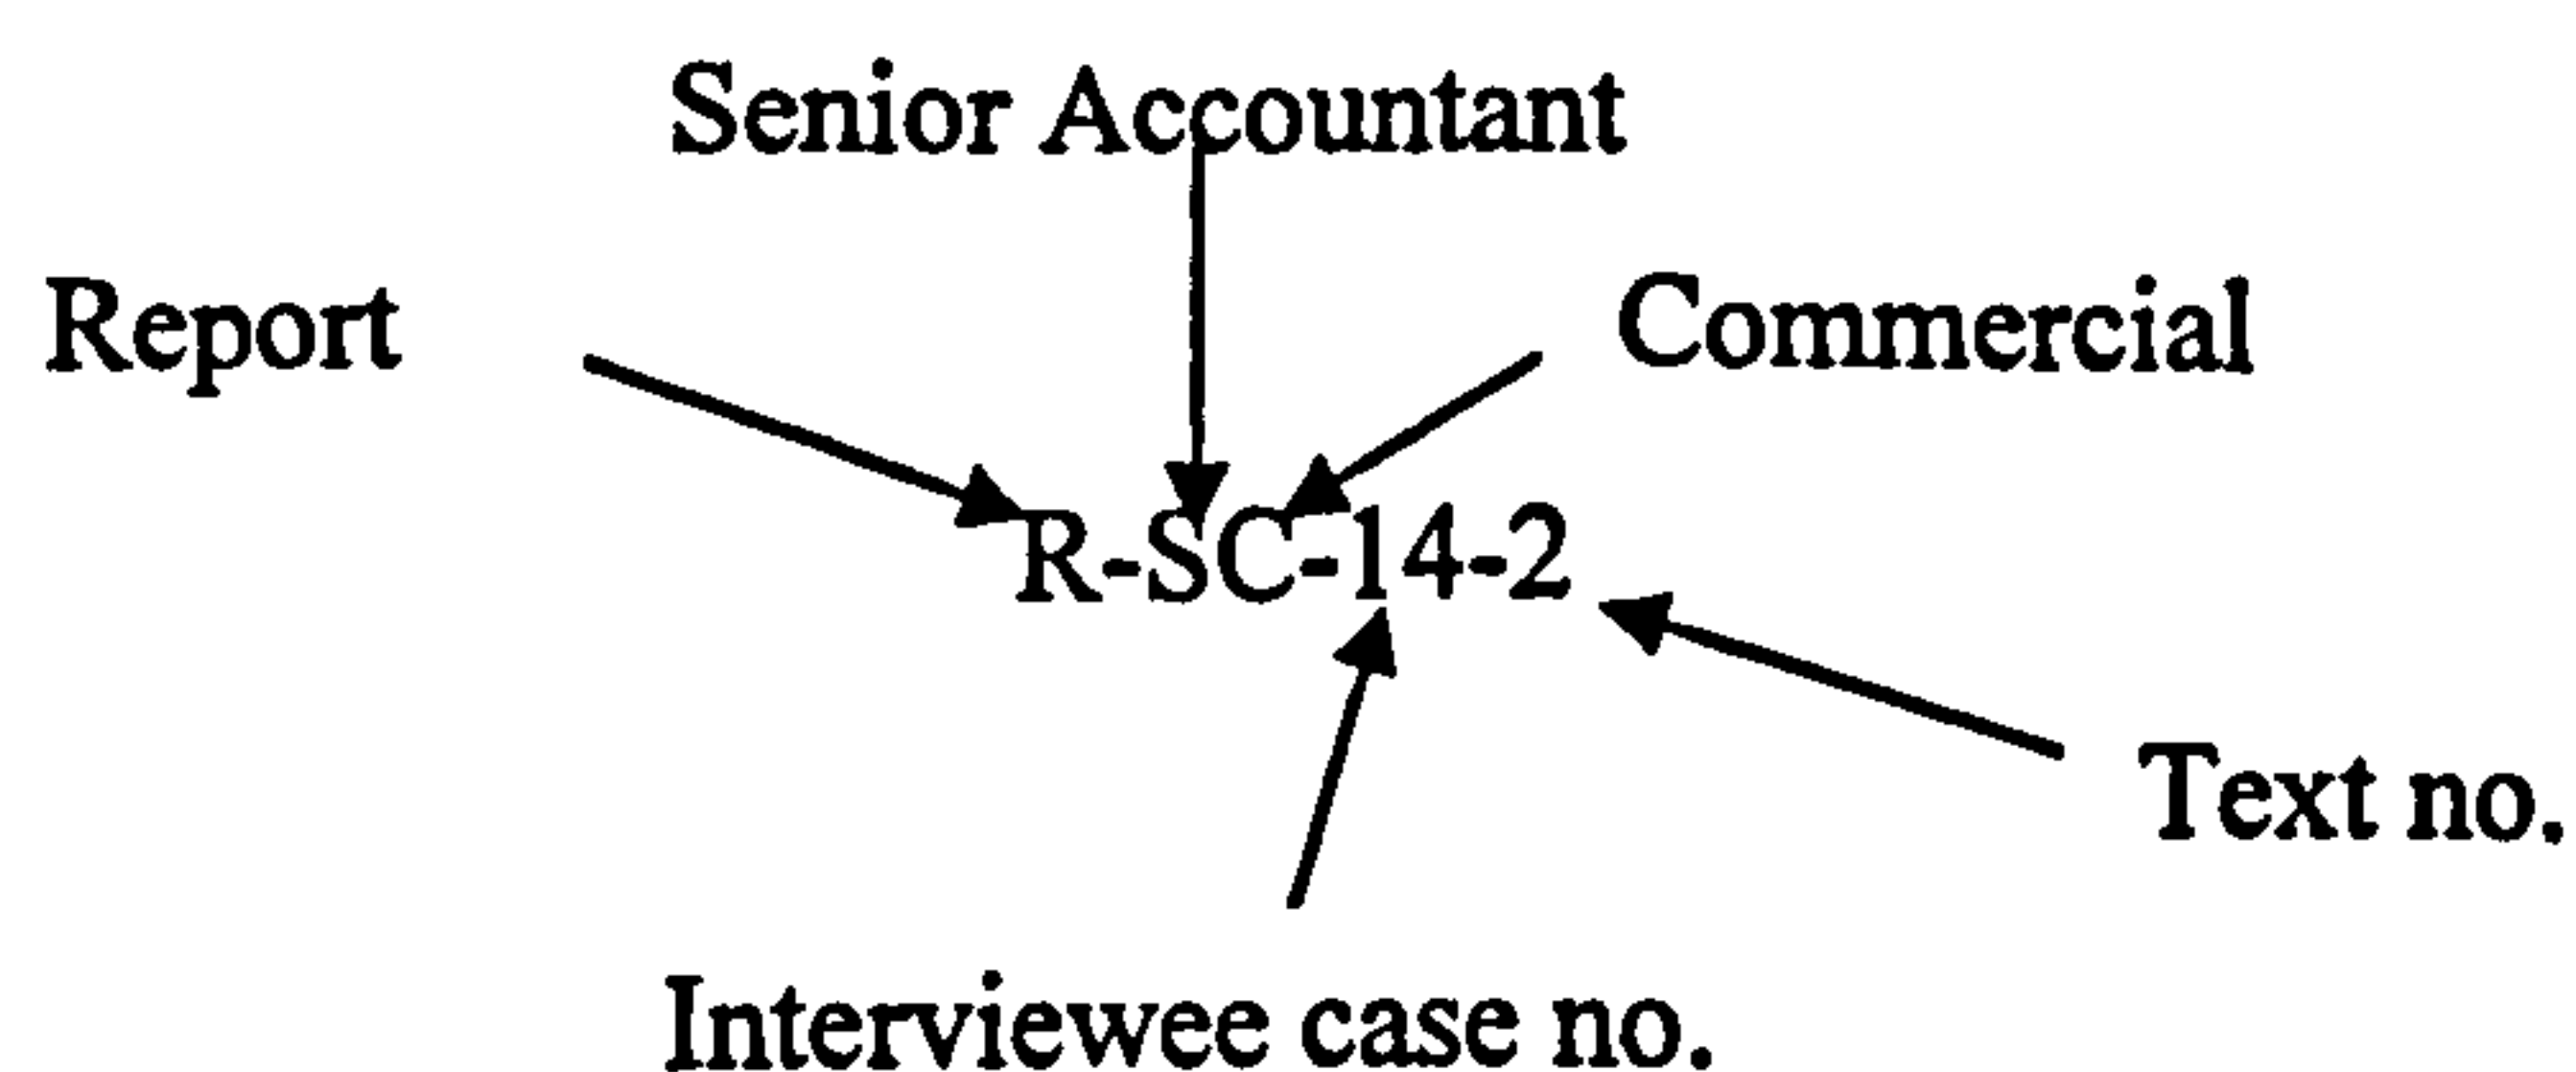 Senior Accountant
Report
Commercial
R-SC-14-2
Text no.
Interviewee case no.